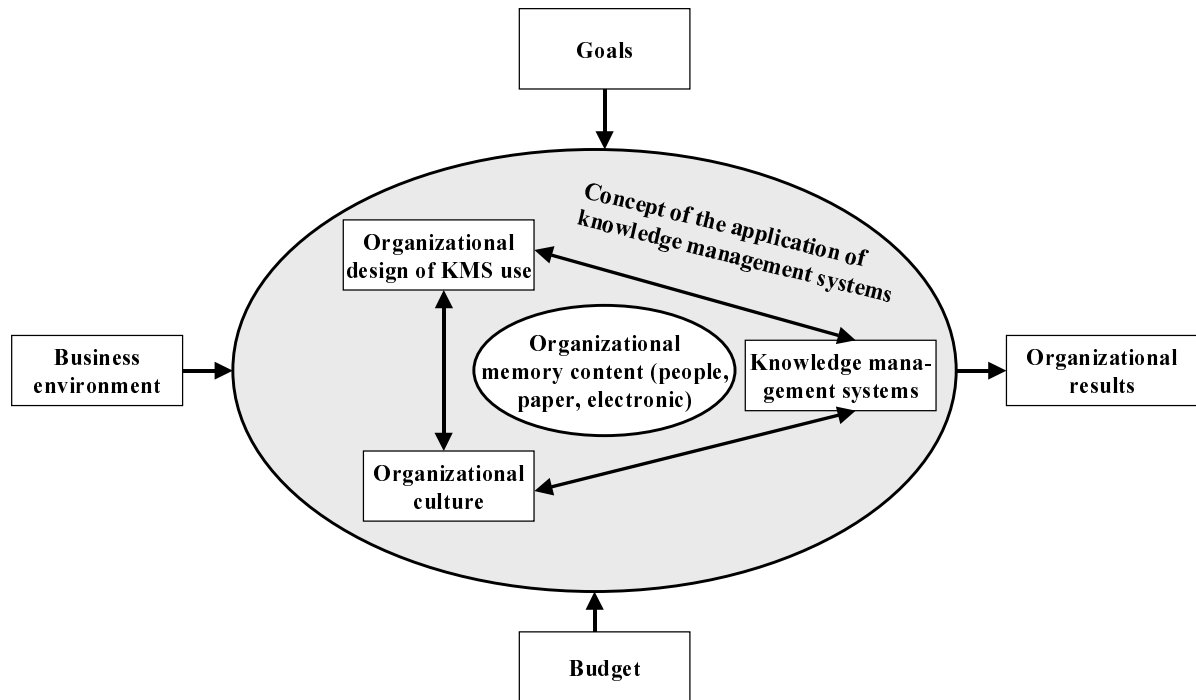 Goals
Concept of the application of
knowledge management systems
Organizational
design of KMS use
Business
environment
Organizational
memory content (people,
paper, electronic)
Knowledge mana-
gement systems
Organizational
results
Organizational
culture
Budget